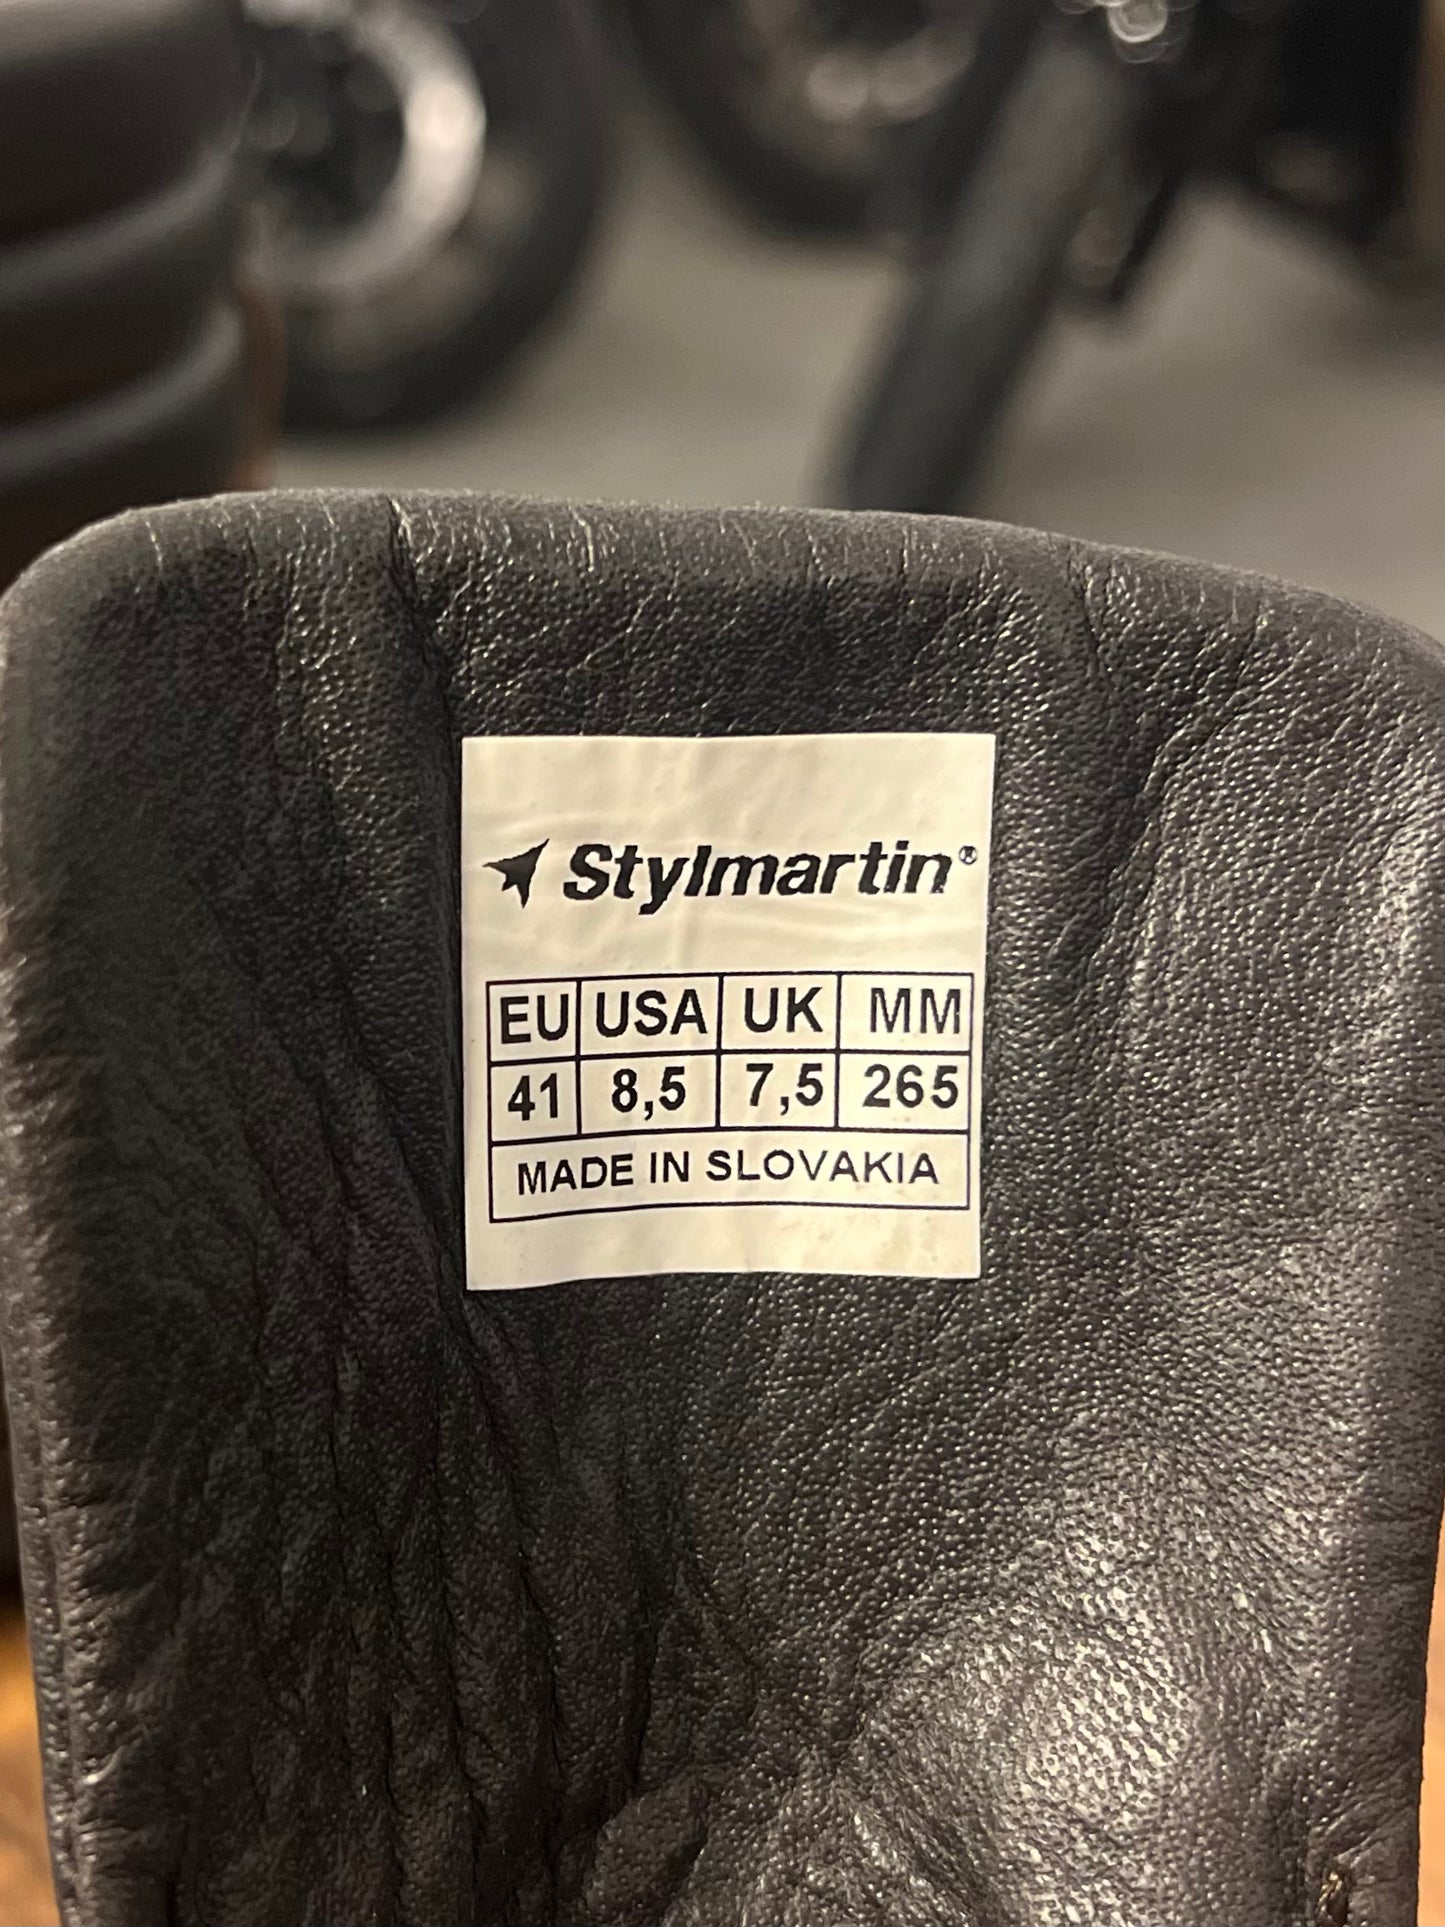 Stylmartin®
EU USA UK MM
41 8,5 7,5 265
MADE IN SLOVAKIA